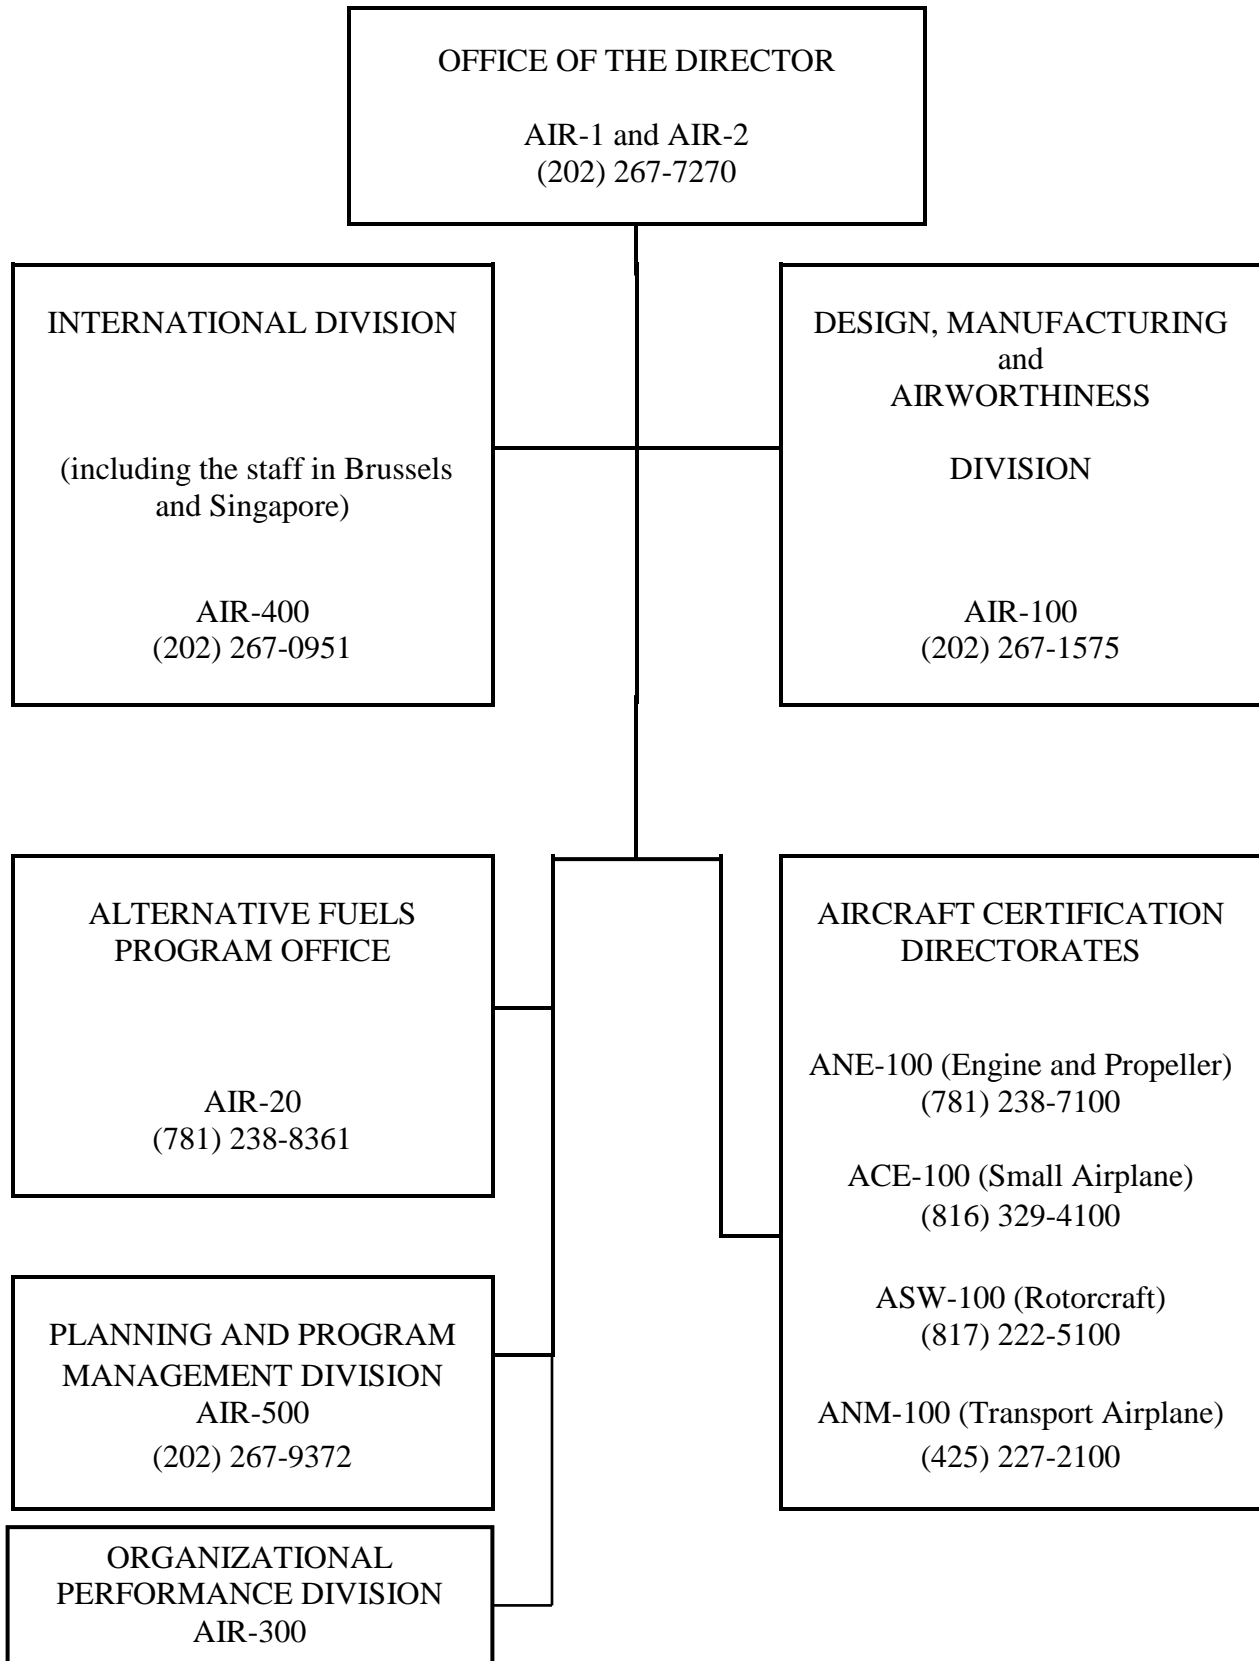 OFFICE OF THE DIRECTOR
AIR-1 and AIR-2
(202) 267-7270
INTERNATIONAL DIVISION
(including the staff in Brussels
and Singapore)
AIR-400
(202) 267-0951
DESIGN, MANUFACTURING
and
AIRWORTHINESS
DIVISION
AIR-100
(202) 267-1575
ALTERNATIVE FUELS
PROGRAM OFFICE
AIR-20
(781) 238-8361
AIRCRAFT CERTIFICATION
DIRECTORATES
ANE-100 (Engine and Propeller)
(781) 238-7100
ACE-100 (Small Airplane)
(816) 329-4100
ASW-100 (Rotorcraft)
(817) 222-5100
ANM-100 (Transport Airplane)
(425) 227-2100
PLANNING AND PROGRAM
MANAGEMENT DIVISION
AIR-500
(202) 267-9372
ORGANIZATIONAL
PERFORMANCE DIVISION
AIR-300